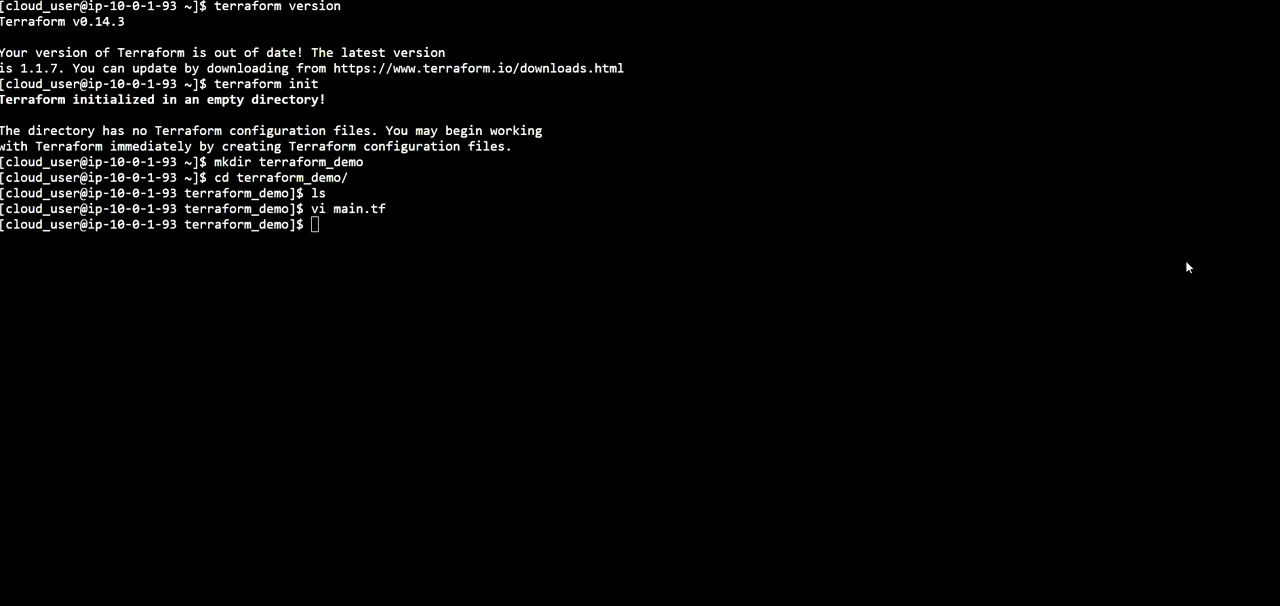 [cloud_user@ip-10-0-1-93 ~]$ terraform version
Terraform v0.14.3
Your version of Terraform is out of date! The latest version
is 1.1.7. You can update by downloading from https://www.terraform.io/downloads.html
[cloud_user@ip-10-0-1-93 ~]$ terraform init
Terraform initialized in an empty directory!
The directory has no Terraform configuration files. You may begin working
with Terraform immediately by creating Terraform configuration files.
[cloud_user@ip-10-0-1-93 ~]$ mkdir terraform_demo
[cloud_user@ip-10-0-1-93 ~]$ cd terraform_demo/
[cloud_user@ip-10-0-1-93 terraform_demo]$ ls
[cloud_user@ip-10-0-1-93 terraform_demo]$ vi main.tf
[cloud_user@ip-10-0-1-93 terraform_demo]$